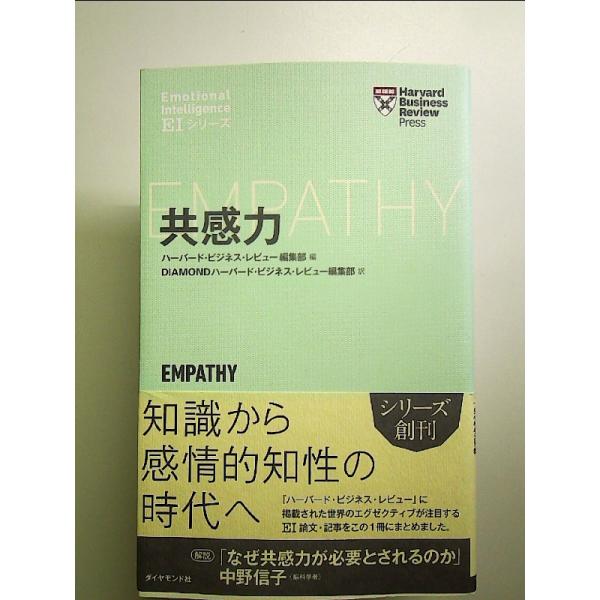 Emotional
Intelligence
EIシリーズ
Harvard
Business
Review
Press
EMPATHY
共感力
ハーバード・ビジネス・レビュー編集部 編
DIAMONDハーバード・ビジネス・レビュー編集部 訳
EMPATHY
知識から
感情的知性の
時代へ
シリーズ
創刊
『ハーバード・ビジネス・レビュー』に
掲載された世界のエグゼクティブが注目する
EI論文・記事をこの1冊にまとめました。
解説 「なぜ共感力が必要とされるのか」
中野信子(脳科学者)
ダイヤモンド社